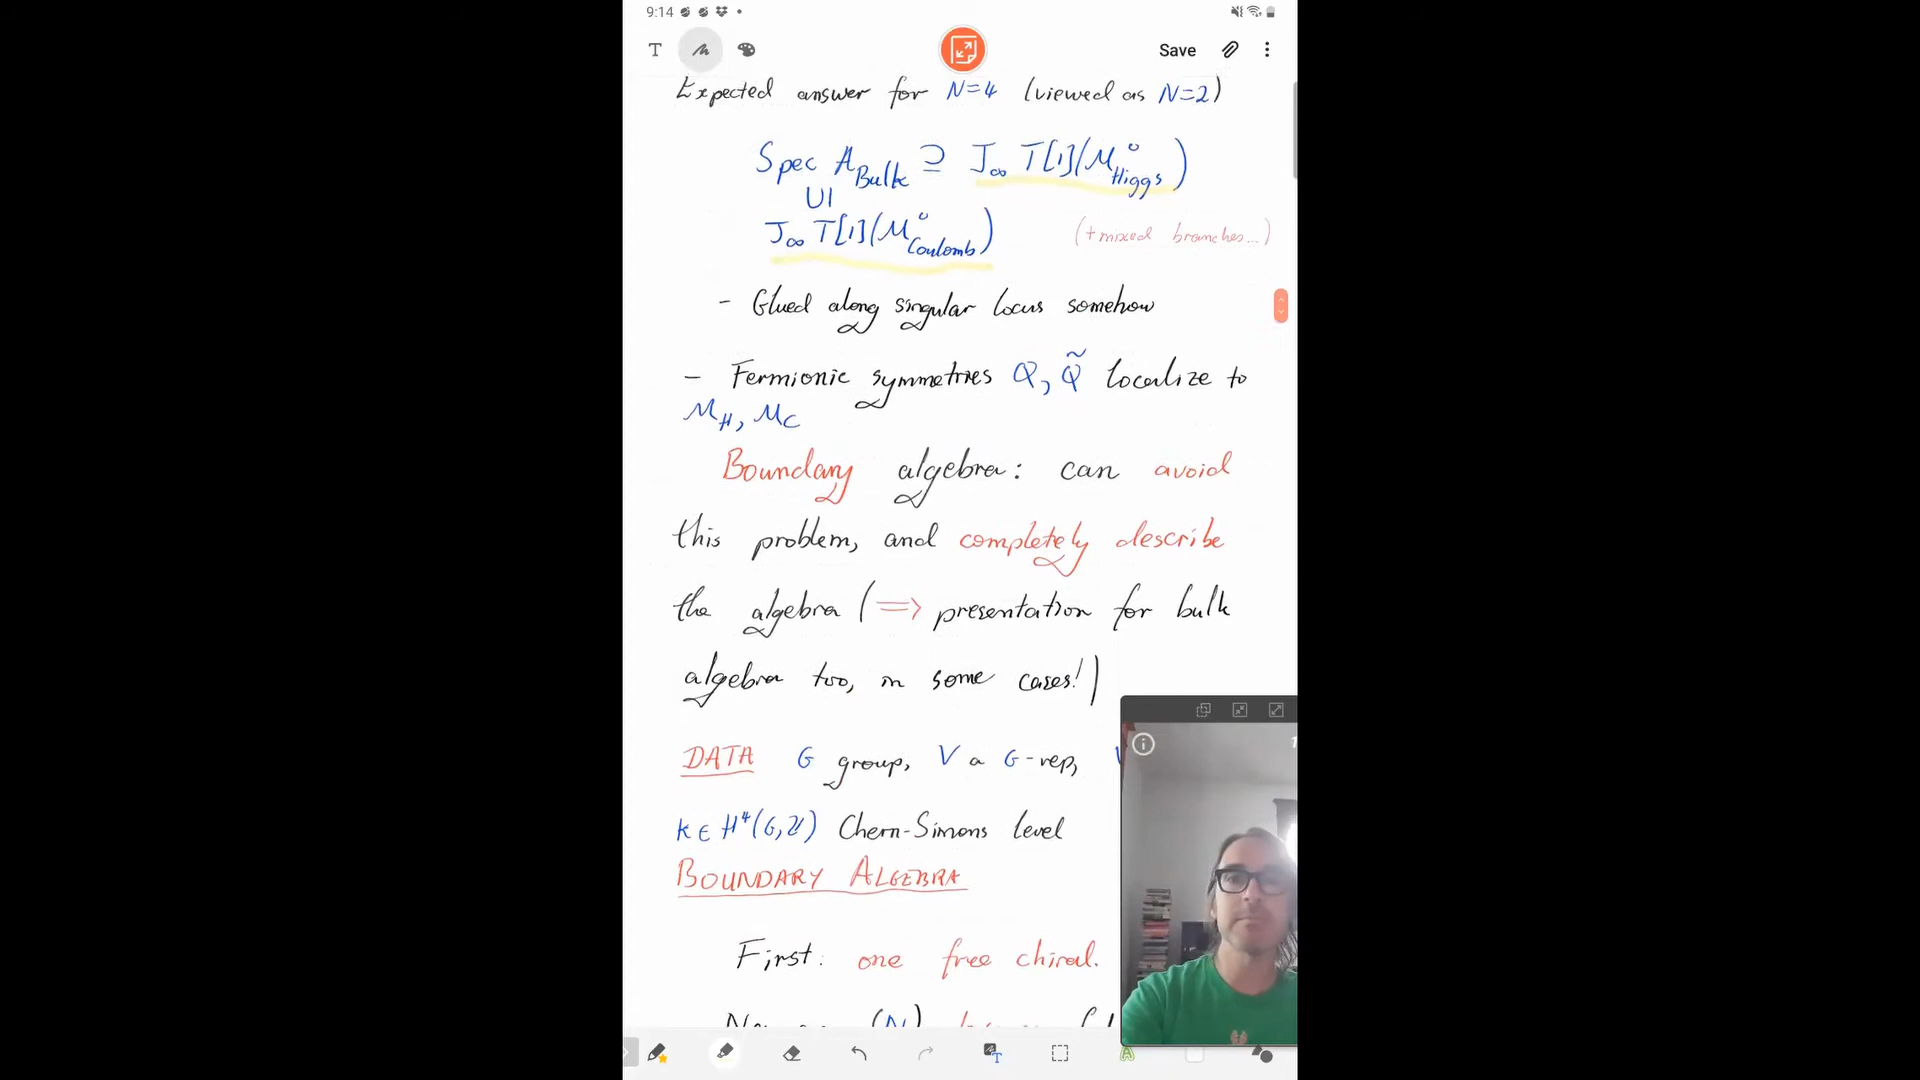 9:14
T
Save
Expected answer for N=4 (viewed as N=2)
Spec A_Bulk ⊇ J_∞ T[1](M°_Higgs)
UI
J_∞ T[1](M°_Coulomb) (+mixed branches...)
- Glued along singular locus somehow
- Fermionic symmetries Q, Q̃ localize to
M_H, M_C
Boundary algebra: can avoid
this problem, and completely describe
the algebra (=> presentation for bulk
algebra too, in some cases!)
DATA G group, V a G-rep,
k ∈ H⁴(G,Z) Chern-Simons level
BOUNDARY ALGEBRA
First: one free chiral.
(N)